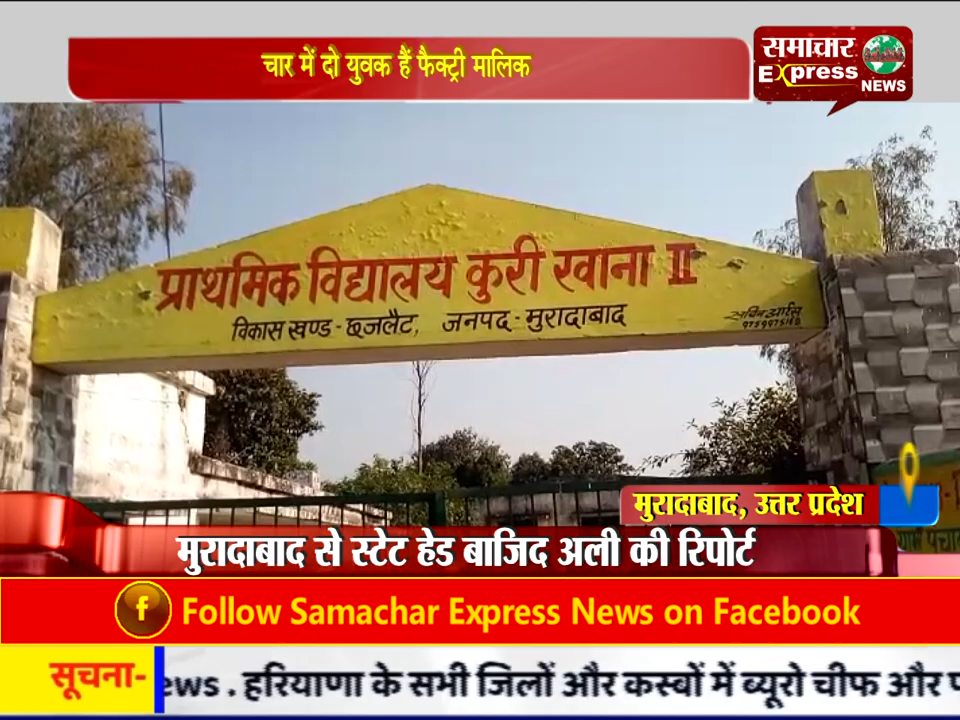 चार में दो युवक हैं फैक्ट्री मालिक
समाचार
Express
NEWS
प्राथमिक विद्यालय कुरी रवाना II
विकास खण्ड - छजलैट, जनपद - मुरादाबाद
मुरादाबाद, उत्तर प्रदेश
मुरादाबाद से स्टेट हेड बाजिद अली की रिपोर्ट
f Follow Samachar Express News on Facebook
सूचना- ews . हरियाणा के सभी जिलों और कस्बों में ब्यूरो चीफ और